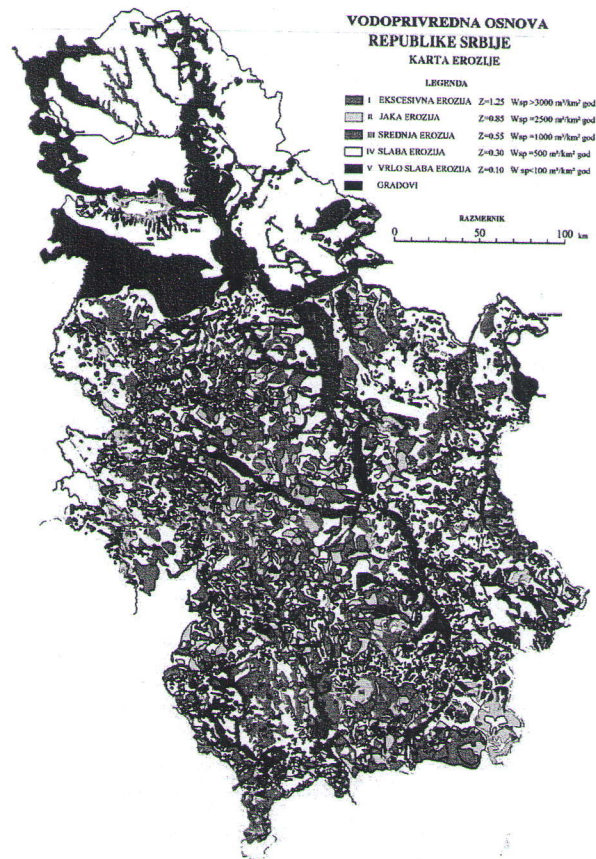 VODOPRIVREDNA OSNOVA
REPUBLIKE SRBIJE
KARTA EROZIJE
LEGENDA
I EKSCESIVNA EROZIJA Z=1.25 Wsp >3000 m³/km² god
II JAKA EROZIJA Z=0.85 Wsp =2500 m³/km² god
III SREDNJA EROZIJA Z=0.55 Wsp =1000 m³/km² god
IV SLABA EROZIJA Z=0.30 Wsp =500 m³/km² god
V VRLO SLABA EROZIJA Z=0.10 W sp<100 m³/km² god
GRADOVI
RAZMERNIK
0 50 100 km